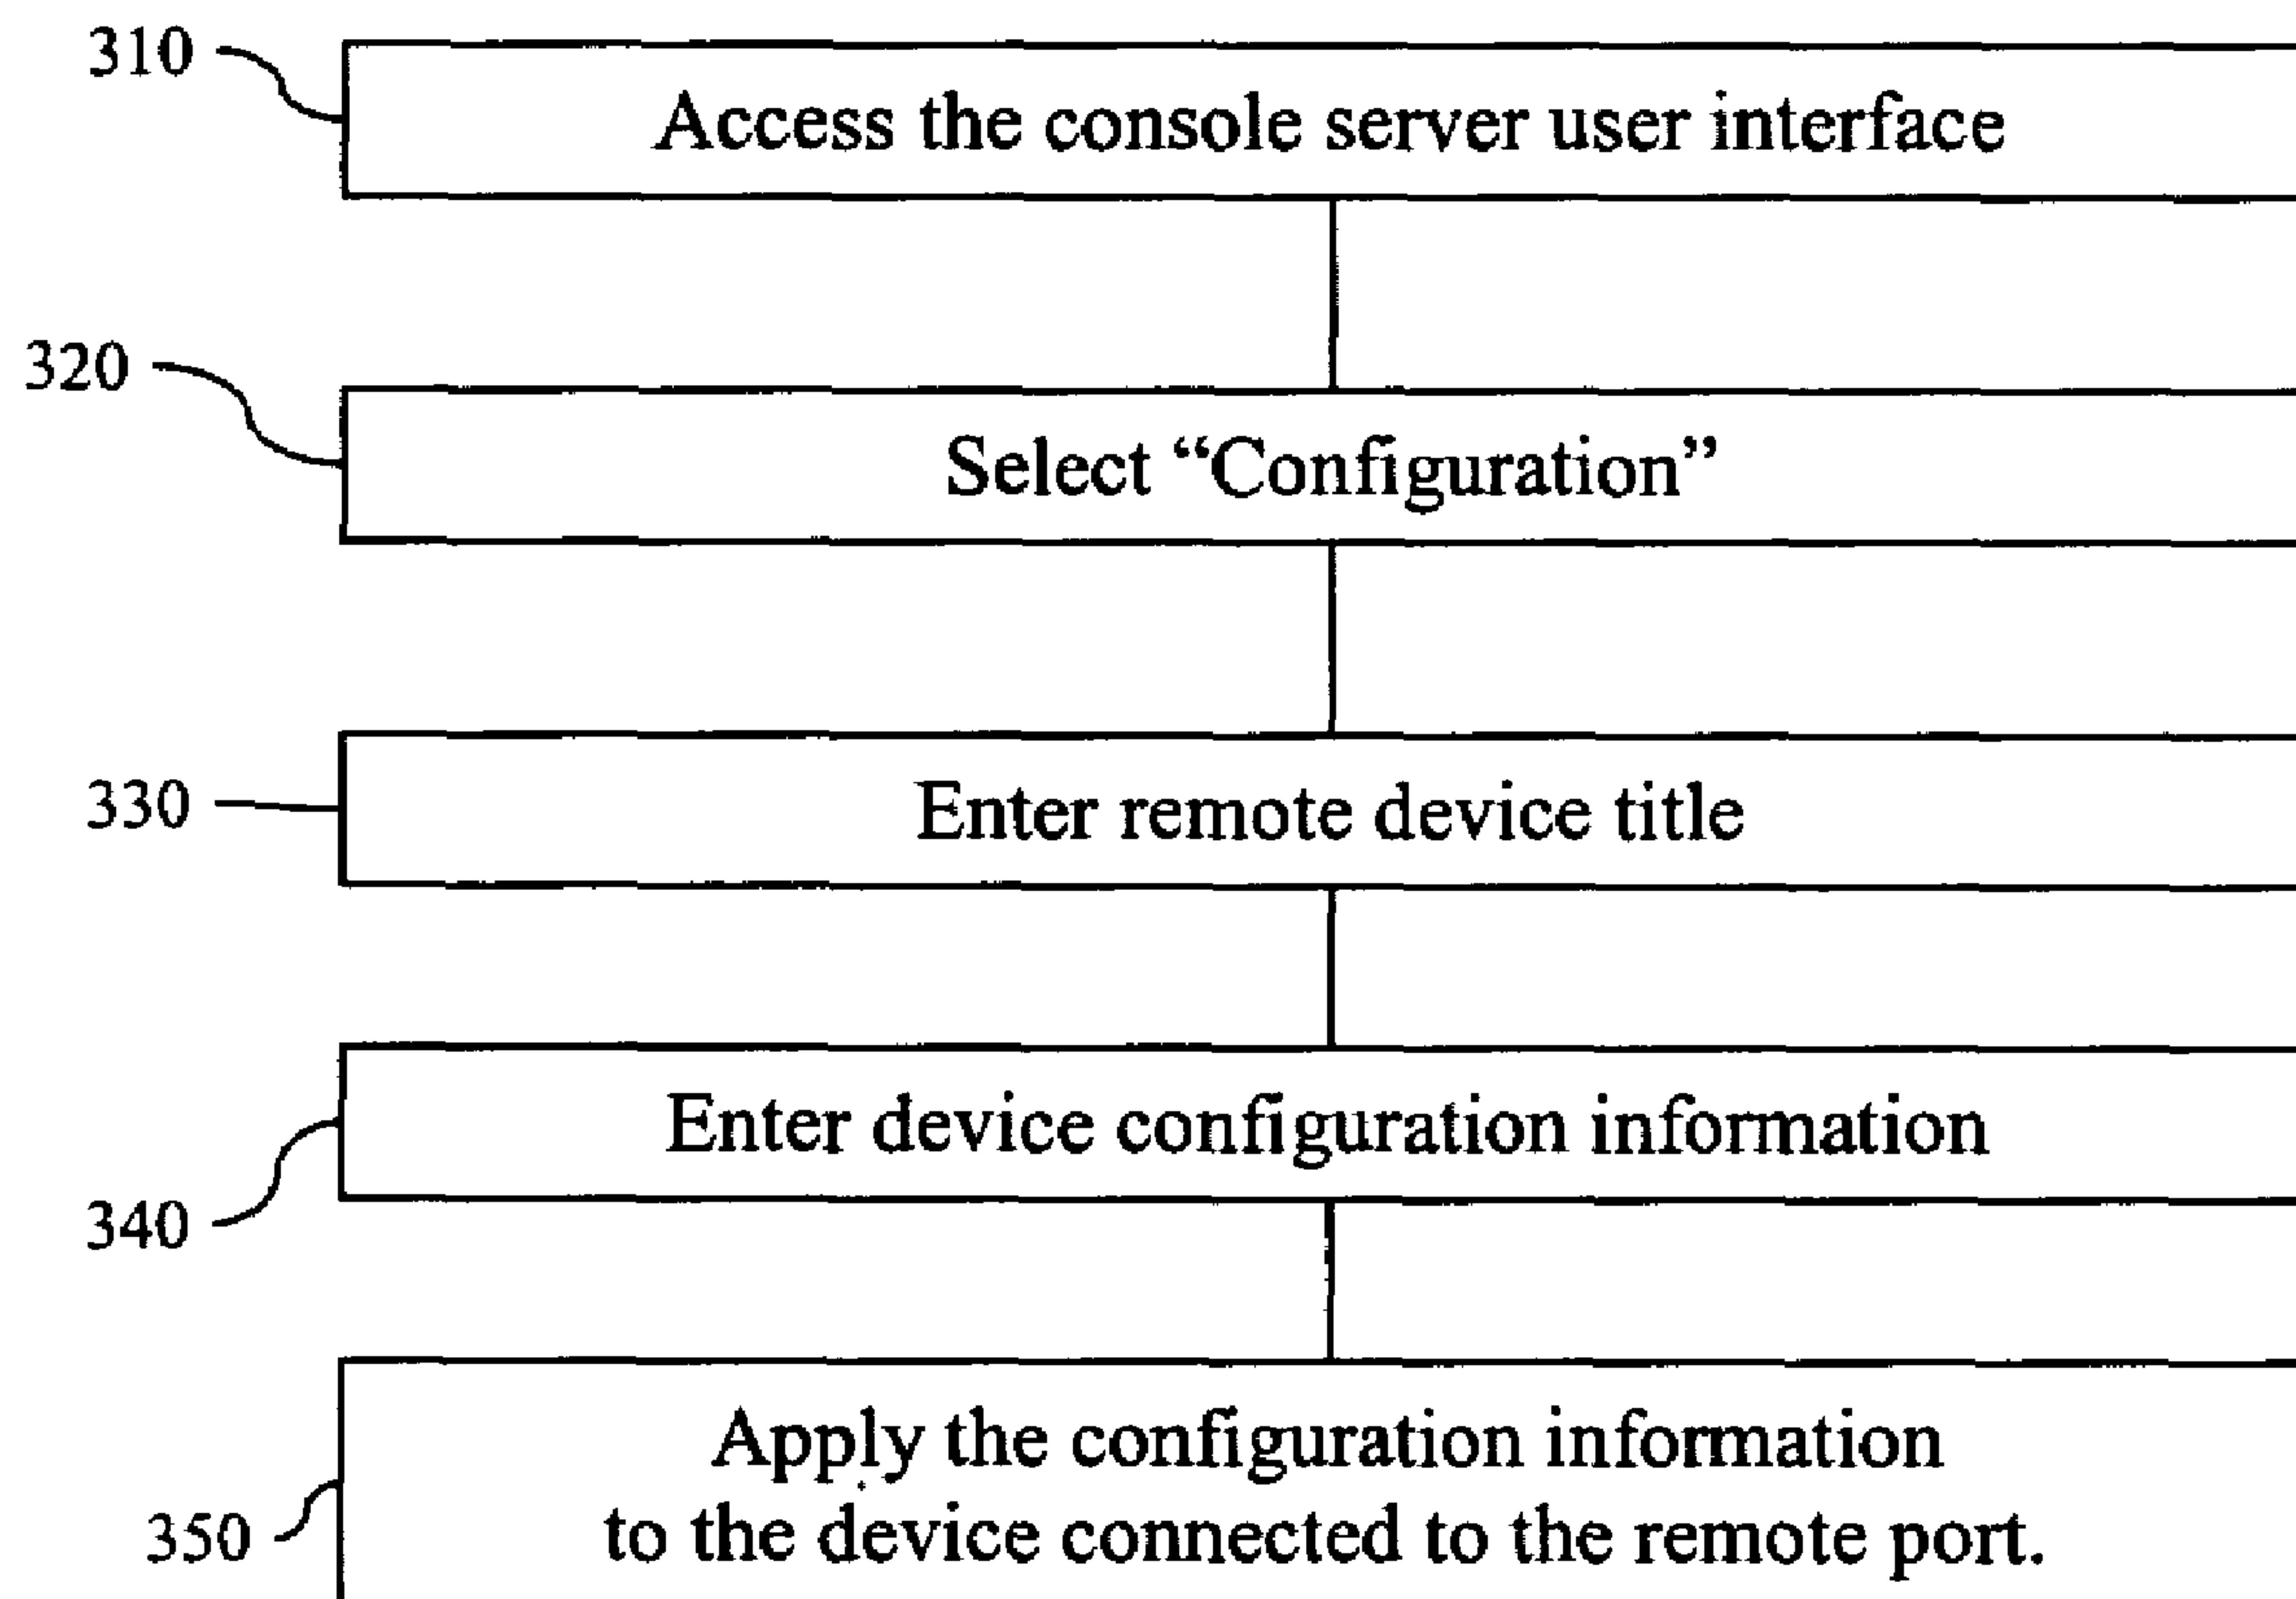 310
Access the console server user interface
320
Select “Configuration”
330
Enter remote device title
340
Enter device configuration information
350
Apply the configuration information
to the device connected to the remote port.